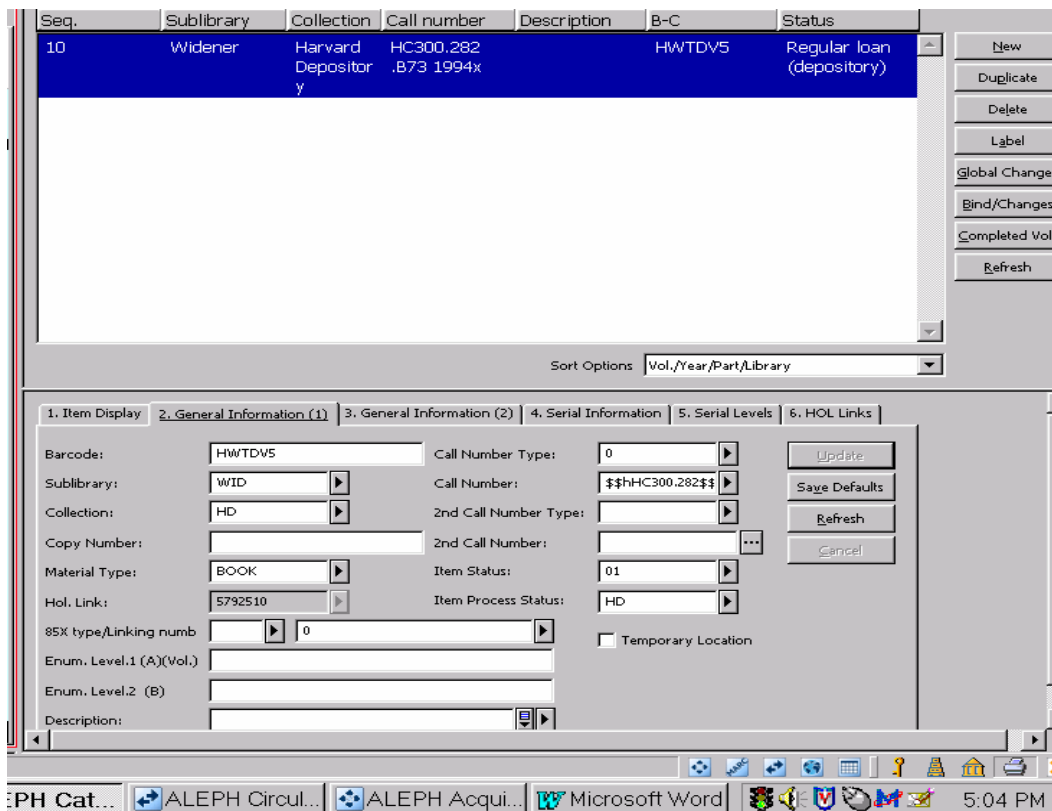 Seq. Sublibrary Collection Call number Description B-C Status
10 Widener Harvard Depositor y HC300.282 .B73 1994x HWTDV5 Regular loan (depository)
New
Duplicate
Delete
Label
Global Change
Bind/Changes
Completed Vol
Refresh
Sort Options Vol./Year/Part/Library
1. Item Display 2. General Information (1) 3. General Information (2) 4. Serial Information 5. Serial Levels 6. HOL Links
Barcode: HWTDV5 Call Number Type: 0 Update
Sublibrary: WID Call Number: $$hHC300.282$$ Save Defaults
Collection: HD 2nd Call Number Type: Refresh
Copy Number: 2nd Call Number: ... Cancel
Material Type: BOOK Item Status: 01
Hol. Link: 5792510 Item Process Status: HD
85X type/Linking numb 0 Temporary Location
Enum. Level.1 (A)(Vol.)
Enum. Level.2 (B)
Description:
EPH Cat... ALEPH Circul... ALEPH Acqui... Microsoft Word 5:04 PM